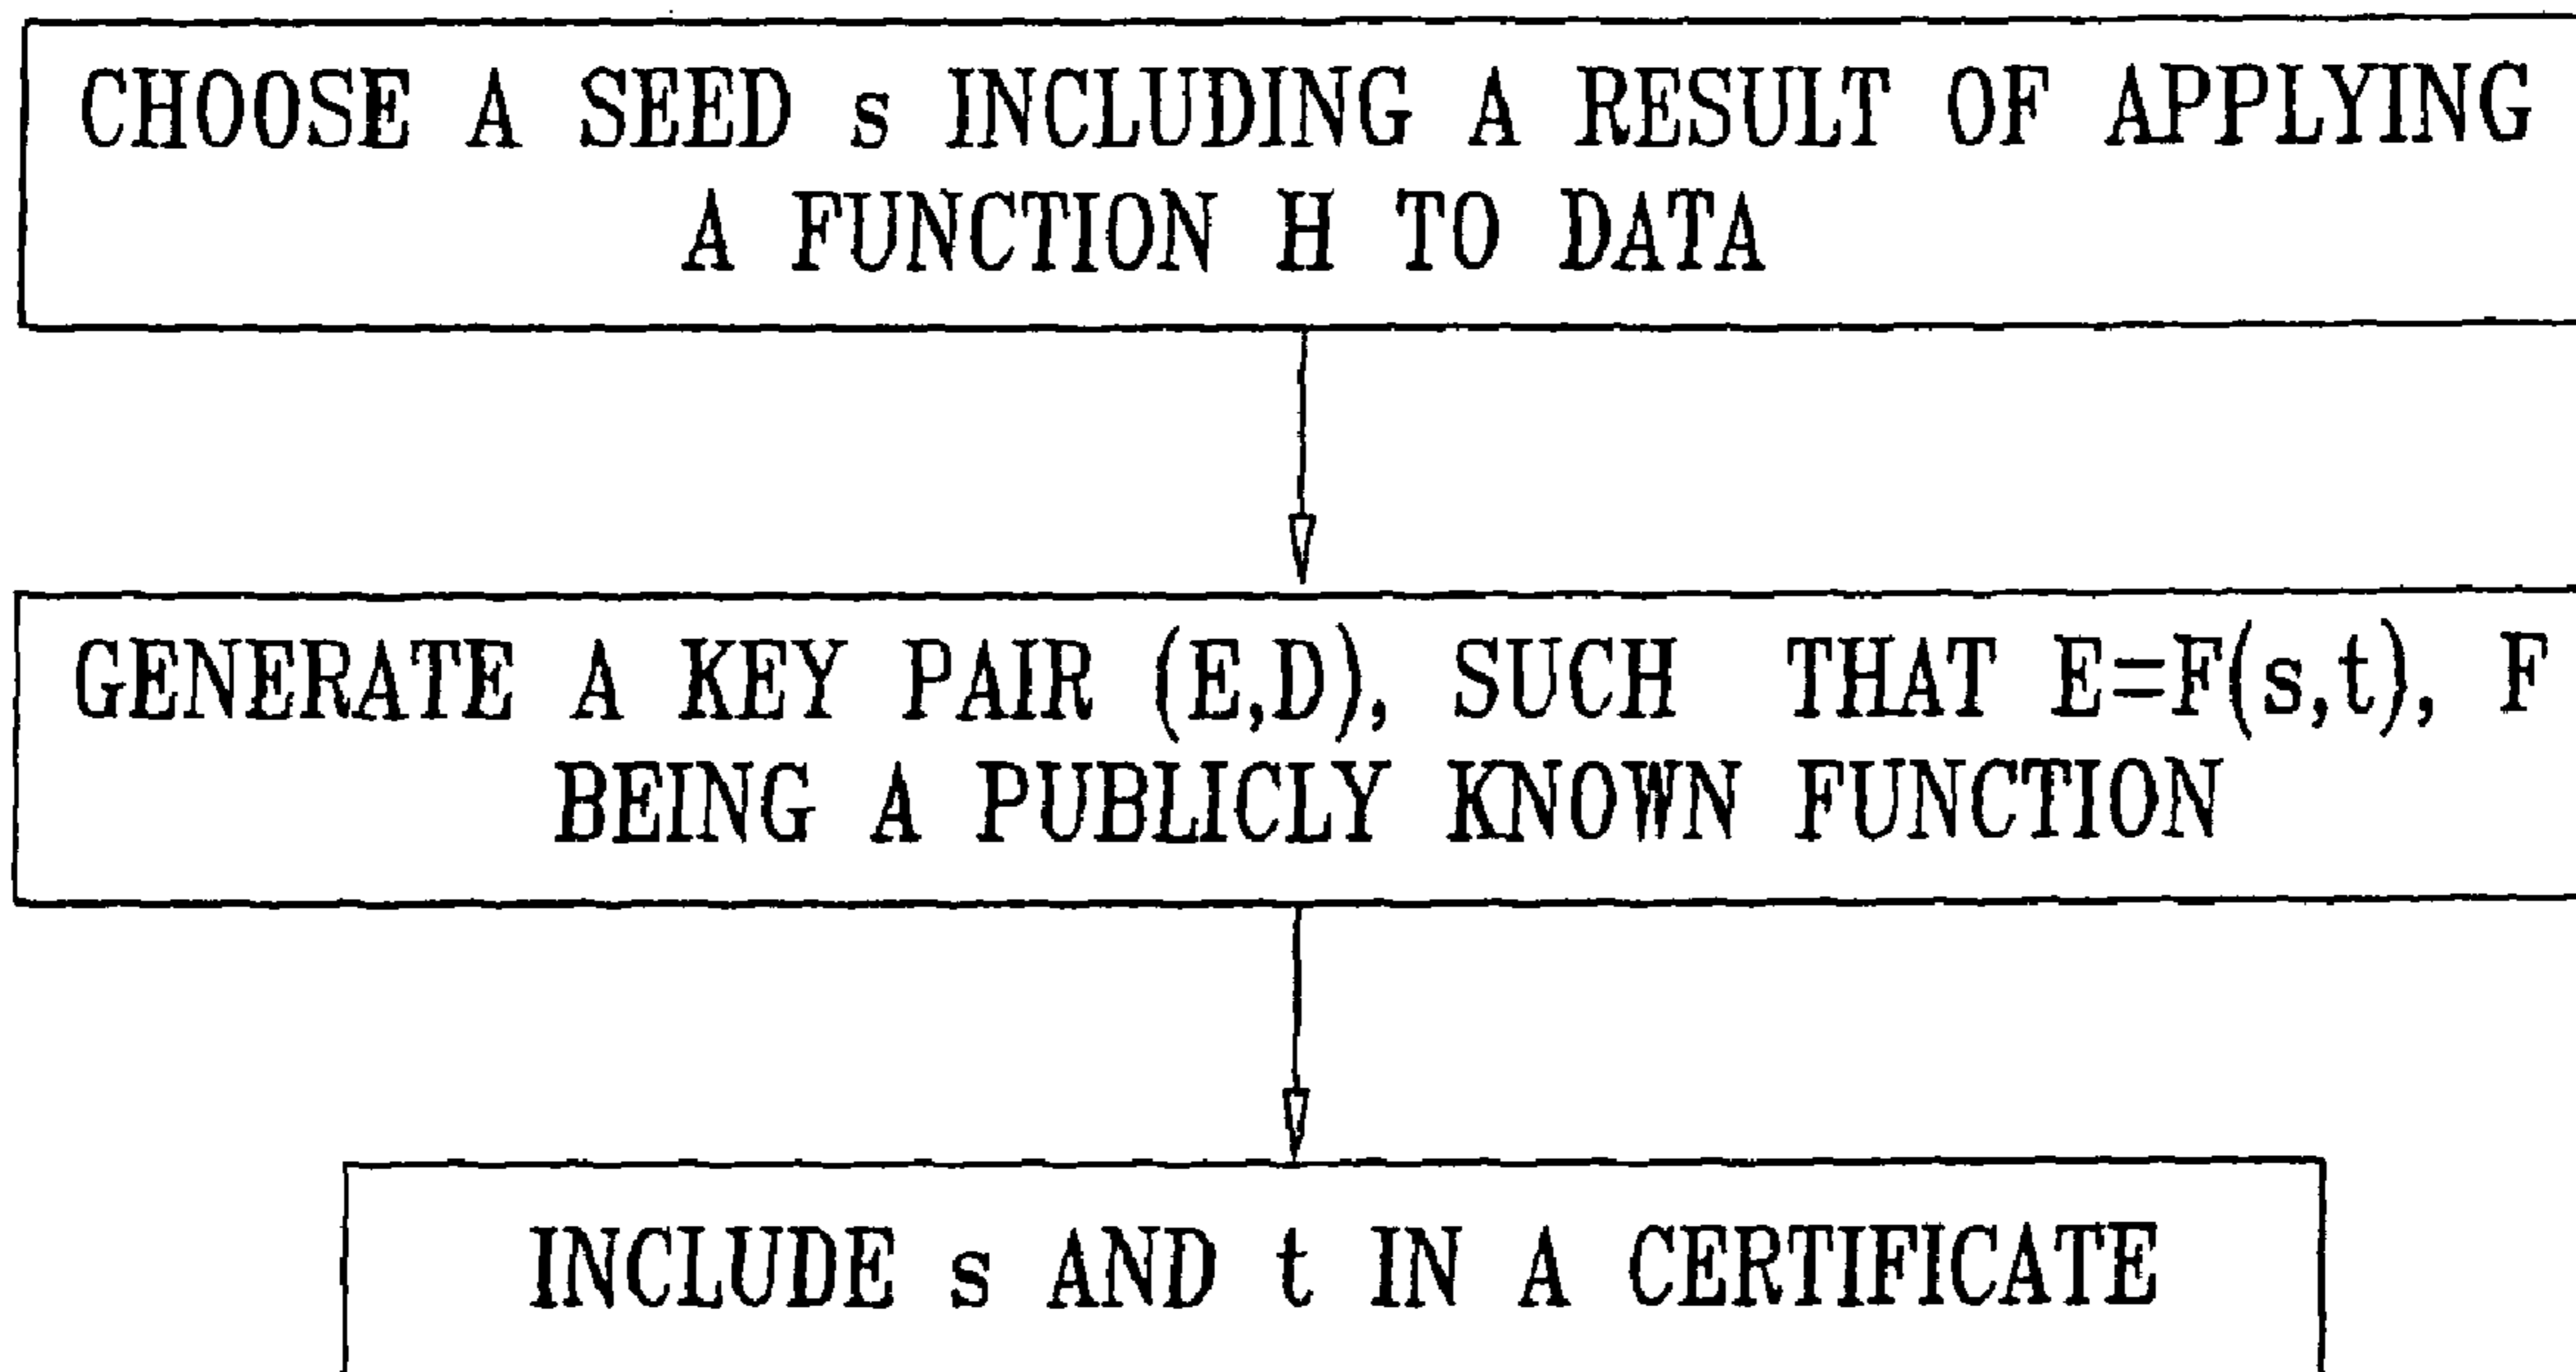 CHOOSE A SEED s INCLUDING A RESULT OF APPLYING
A FUNCTION H TO DATA
GENERATE A KEY PAIR (E,D), SUCH THAT E=F(s,t), F
BEING A PUBLICLY KNOWN FUNCTION
INCLUDE s AND t IN A CERTIFICATE